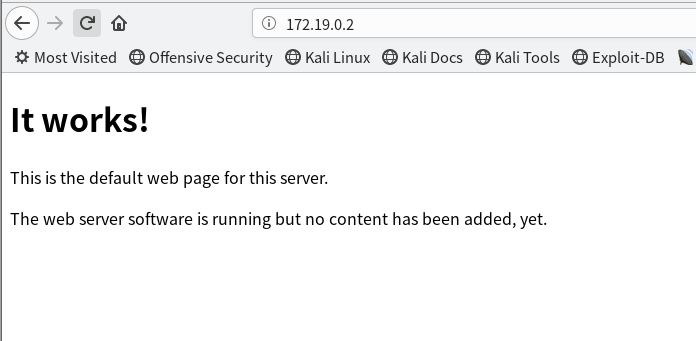 172.19.0.2
Most Visited Offensive Security Kali Linux Kali Docs Kali Tools Exploit-DB
It works!
This is the default web page for this server.
The web server software is running but no content has been added, yet.